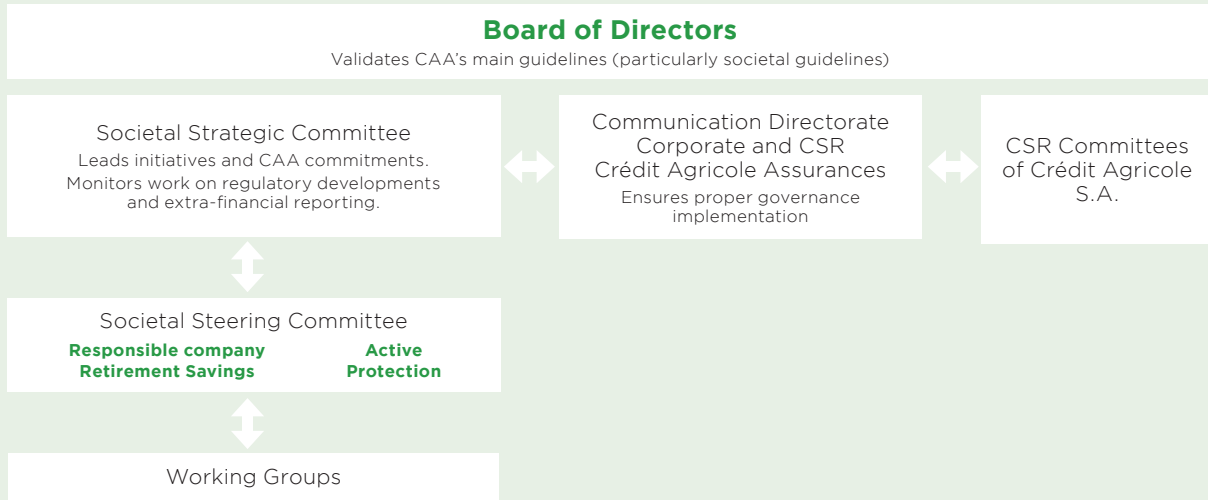 Board of Directors
Validates CAA's main guidelines (particularly societal guidelines)
Societal Strategic Committee
Leads initiatives and CAA commitments.
Monitors work on regulatory developments
and extra-financial reporting.
Communication Directorate
Corporate and CSR
Crédit Agricole Assurances
Ensures proper governance
implementation
CSR Committees
of Crédit Agricole
S.A.
Societal Steering Committee
Responsible company
Retirement Savings
Active
Protection
Working Groups